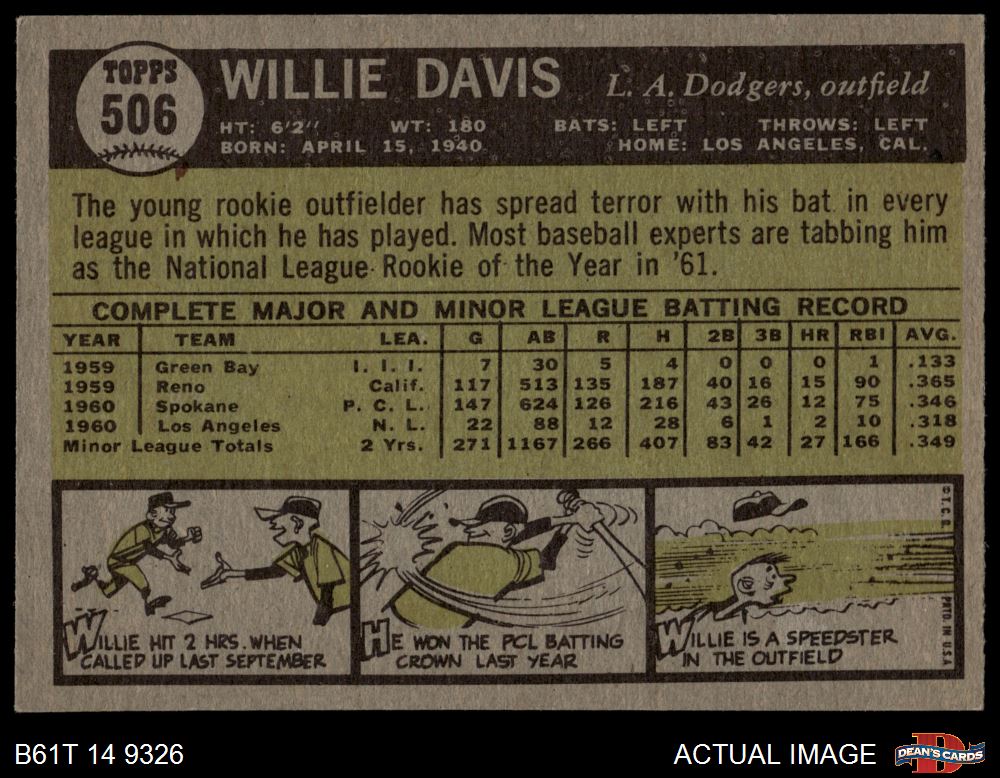 TOPPS
506
WILLIE DAVIS L. A. Dodgers, outfield
HT: 6'2" WT: 180 BATS: LEFT THROWS: LEFT
BORN: APRIL 15, 1940 HOME: LOS ANGELES, CAL.
The young rookie outfielder has spread terror with his bat in every
league in which he has played. Most baseball experts are tabbing him
as the National League Rookie of the Year in '61.
COMPLETE MAJOR AND MINOR LEAGUE BATTING RECORD
YEAR TEAM LEA. G AB R H 2B 3B HR RBI AVG.
1959 Green Bay I. I. I. 7 30 5 4 0 0 0 1 .133
1959 Reno Calif. 117 513 135 187 40 16 15 90 .365
1960 Spokane P. C. L. 147 624 126 216 43 26 12 75 .346
1960 Los Angeles N. L. 22 88 12 28 6 1 2 10 .318
Minor League Totals 2 Yrs. 271 1167 266 407 83 42 27 166 .349
WILLIE HIT 2 HRS. WHEN
CALLED UP LAST SEPTEMBER
HE WON THE PCL BATTING
CROWN LAST YEAR
WILLIE IS A SPEEDSTER
IN THE OUTFIELD
© T.C.G.
PRTD. IN U.S.A.
B61T 14 9326
ACTUAL IMAGE
DEAN'S CARDS